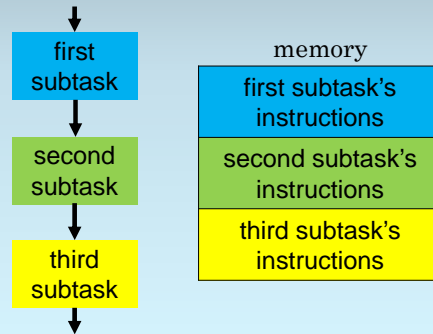 first
subtask
second
subtask
third
subtask
memory
first subtask's
instructions
second subtask's
instructions
third subtask's
instructions